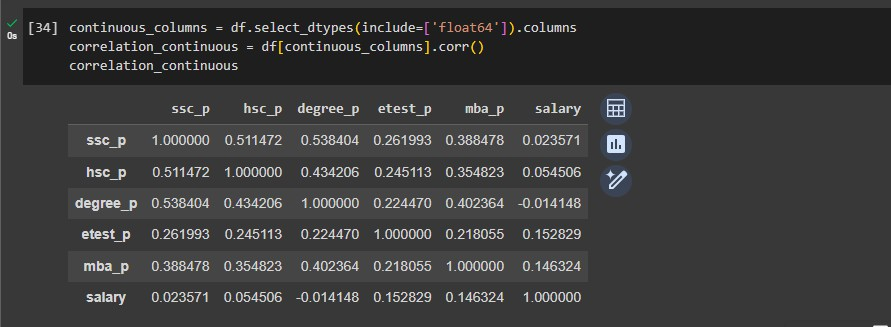 [34] continuous_columns = df.select_dtypes(include=['float64']).columns
0s correlation_continuous = df[continuous_columns].corr()
correlation_continuous
ssc_p hsc_p degree_p etest_p mba_p salary
ssc_p 1.000000 0.511472 0.538404 0.261993 0.388478 0.023571
hsc_p 0.511472 1.000000 0.434206 0.245113 0.354823 0.054506
degree_p 0.538404 0.434206 1.000000 0.224470 0.402364 -0.014148
etest_p 0.261993 0.245113 0.224470 1.000000 0.218055 0.152829
mba_p 0.388478 0.354823 0.402364 0.218055 1.000000 0.146324
salary 0.023571 0.054506 -0.014148 0.152829 0.146324 1.000000